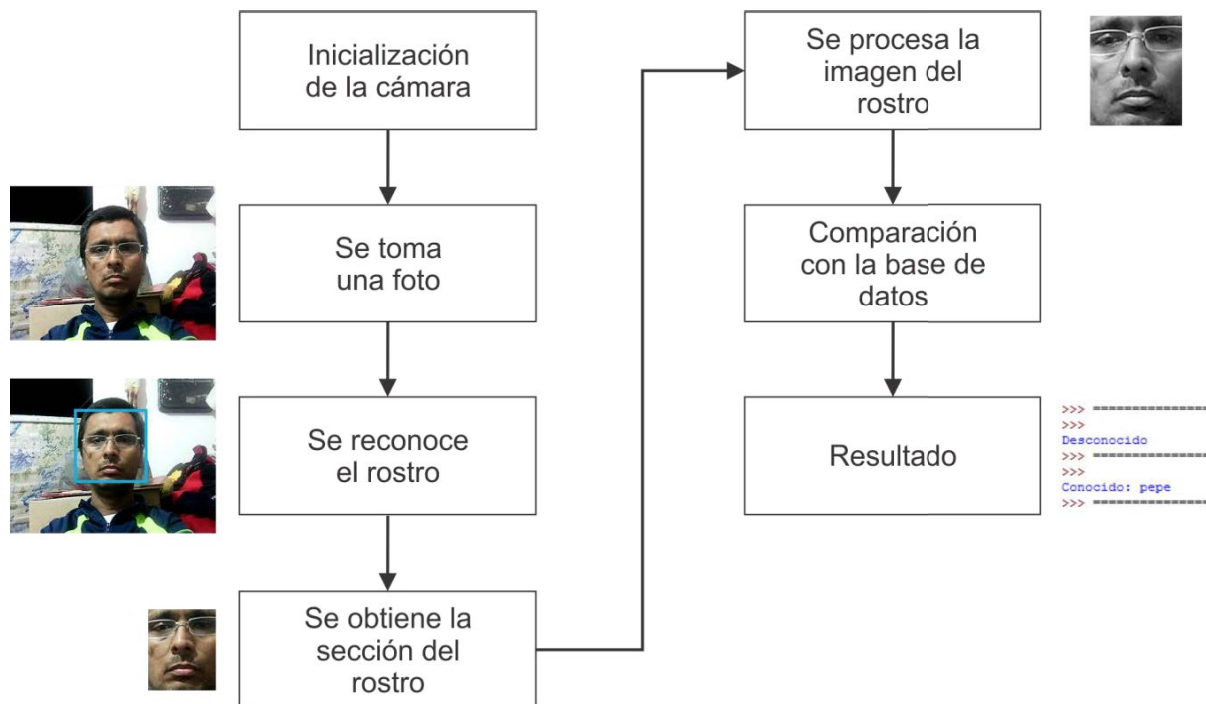 Inicialización
de la cámara
Se toma
una foto
Se reconoce
el rostro
Se obtiene la
sección del
rostro
Se procesa la
imagen del
rostro
Comparación
con la base de
datos
Resultado
>>> ===============
>>>
Desconocido
>>> ===============
>>>
Conocido: pepe
>>> ===============